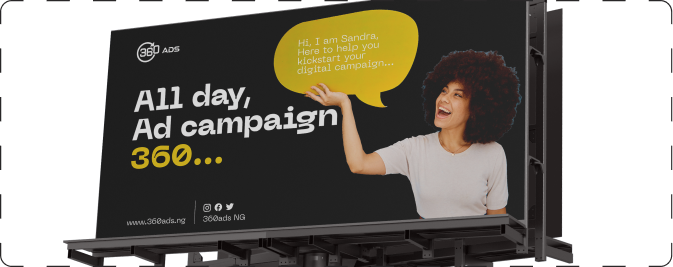 360 ADS
Hi, I am Sandra,
Here to help you
kickstart your
digital campaign...
All day,
Ad campaign
360...
www.360ads.ng
360ads NG